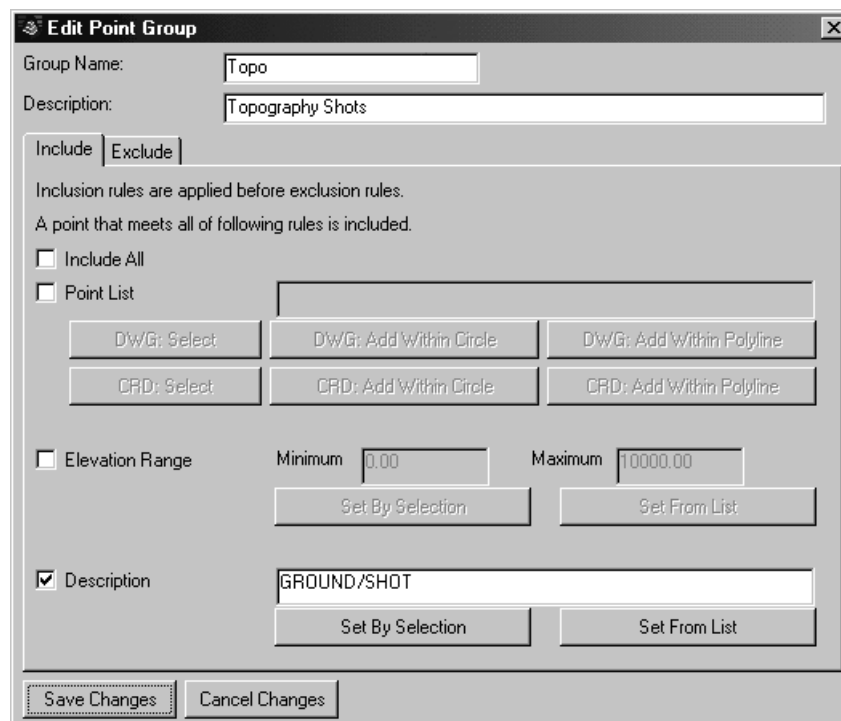 Edit Point Group
Group Name: Topo
Description: Topography Shots
Include Exclude
Inclusion rules are applied before exclusion rules.
A point that meets all of following rules is included.
Include All
Point List
DWG: Select DWG: Add Within Circle DWG: Add Within Polyline
CRD: Select CRD: Add Within Circle CRD: Add Within Polyline
Elevation Range Minimum 0.00 Maximum 10000.00
Set By Selection Set From List
Description GROUND/SHOT
Set By Selection Set From List
Save Changes Cancel Changes